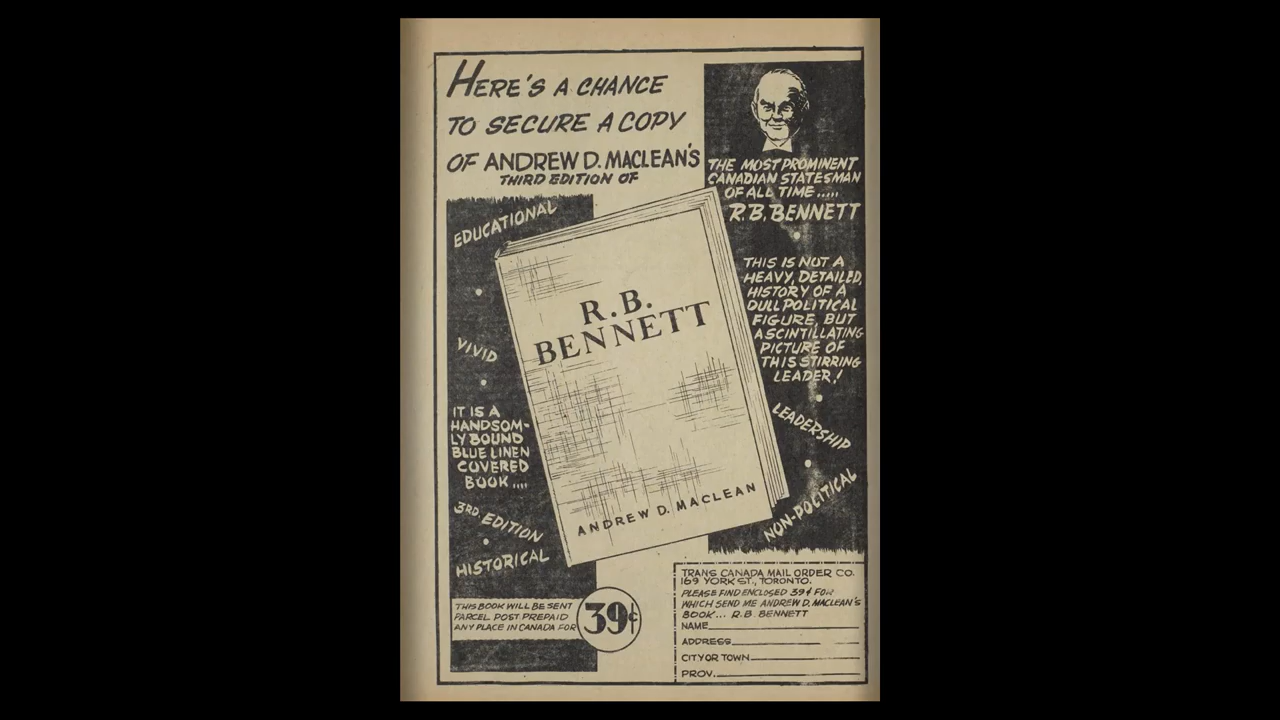 HERE'S A CHANCE
TO SECURE A COPY
OF ANDREW D. MACLEAN'S
THIRD EDITION OF
THE MOST PROMINENT
CANADIAN STATESMAN
OF ALL TIME.....
R.B. BENNETT
THIS IS NOT A
HEAVY, DETAILED,
HISTORY OF A
DULL POLITICAL
FIGURE, BUT
A SCINTILLATING
PICTURE OF
THIS STIRRING
LEADER!
LEADERSHIP
NON-POLITICAL
EDUCATIONAL
VIVID
IT IS A
HANDSOM-
LY BOUND
BLUE LINEN
COVERED
BOOK....
3RD. EDITION
HISTORICAL
R.B.
BENNETT
ANDREW D. MACLEAN
THIS BOOK WILL BE SENT
PARCEL POST PREPAID
ANY PLACE IN CANADA FOR
39¢
TRANS CANADA MAIL ORDER CO.
169 YORK ST., TORONTO.
PLEASE FIND ENCLOSED 39¢ FOR
WHICH SEND ME ANDREW D. MACLEAN'S
BOOK... R.B. BENNETT
NAME
ADDRESS
CITY OR TOWN
PROV.